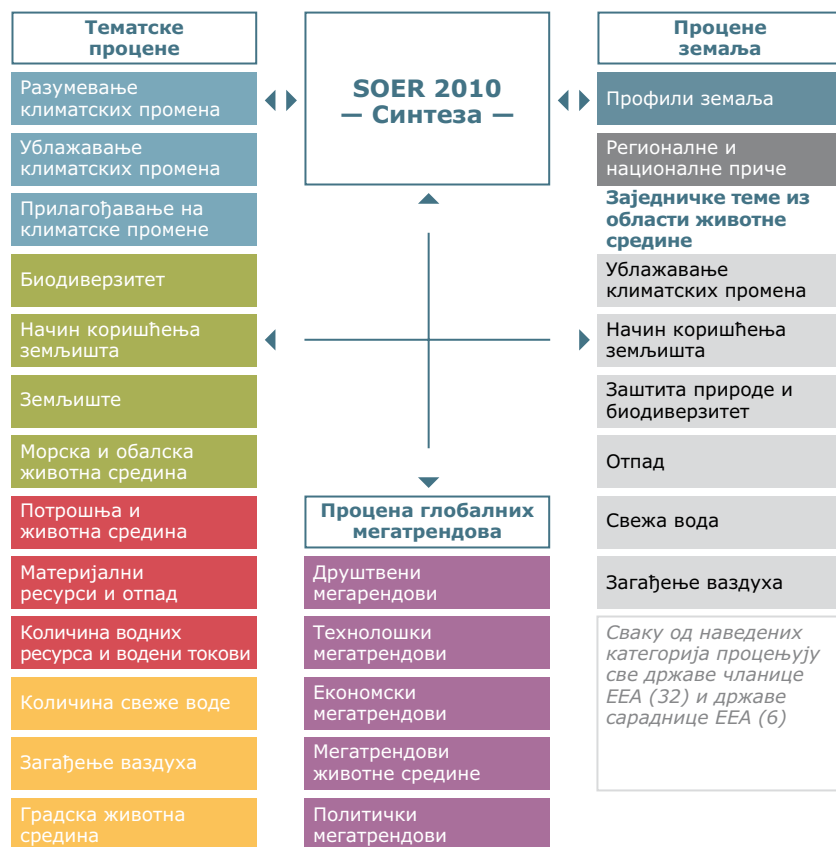 Тематске
процене
Разумевање
климатских промена
Ублажавање
климатских промена
Прилагођавање на
климатске промене
Биодиверзитет
Начин коришћења
земљишта
Земљиште
Морска и обалска
животна средина
Потрошња и
животна средина
Материјални
ресурси и отпад
Количина водних
ресурса и водени токови
Количина свеже воде
Загађење ваздуха
Градска животна
средина
SOER 2010
— Синтеза —
Процена глобалних
мегатрендова
Друштвени
мегарендови
Технолошки
мегатрендови
Економски
мегатрендови
Мегатрендови
животне средине
Политички
мегатрендови
Процене
земаља
Профили земаља
Регионалне и
националне приче
Заједничке теме из
области животне
средине
Ублажавање
климатских промена
Начин коришћења
земљишта
Заштита природе и
биодиверзитет
Отпад
Свежа вода
Загађење ваздуха
Сваку од наведених
категорија процењују
све државе чланице
ЕЕА (32) и државе
сараднице ЕЕА (6)